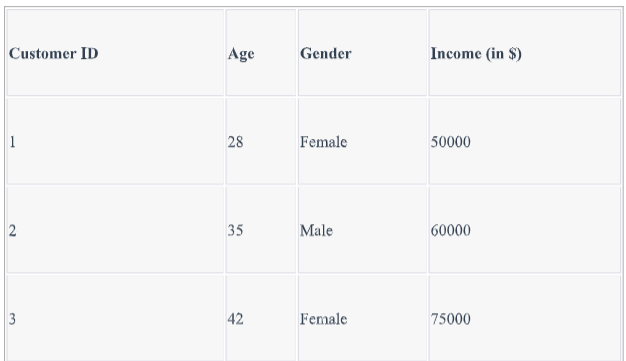 Customer ID Age Gender Income (in $)
1 28 Female 50000
2 35 Male 60000
3 42 Female 75000